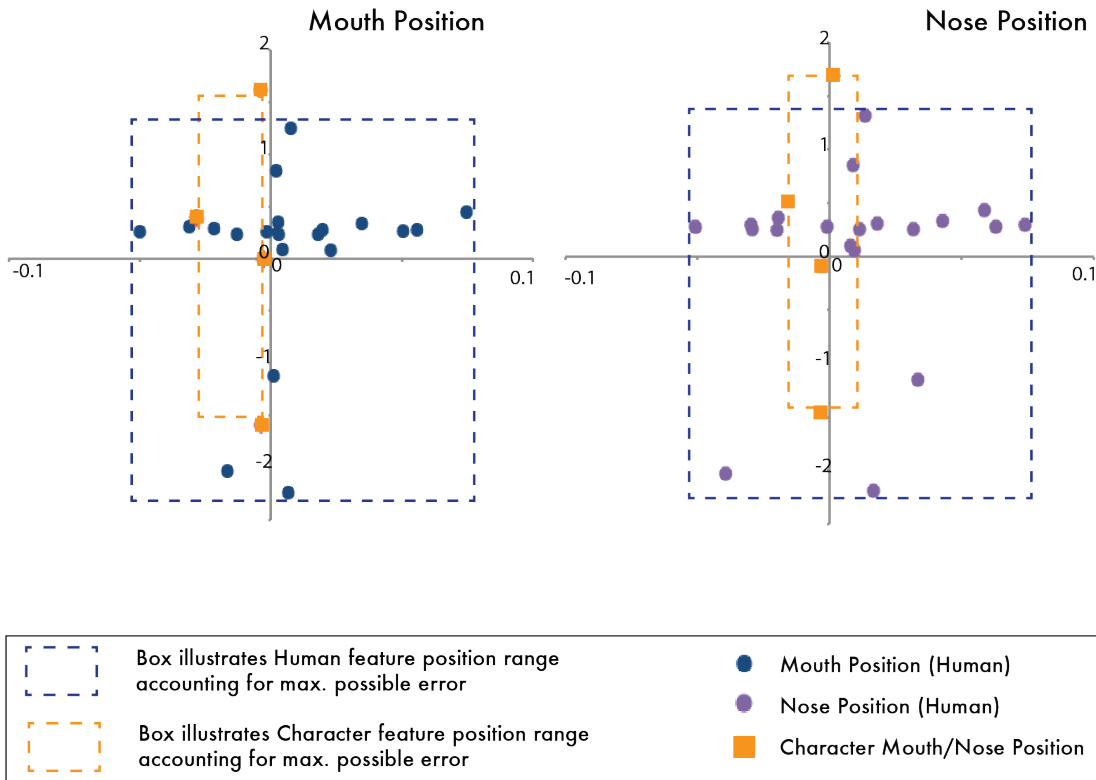 Mouth Position
Nose Position
2
1
0
0
-0.1
0.1
-1
-2
2
1
0
0
-0.1
0.1
-1
-2
Box illustrates Human feature position range
accounting for max. possible error
Box illustrates Character feature position range
accounting for max. possible error
Mouth Position (Human)
Nose Position (Human)
Character Mouth/Nose Position